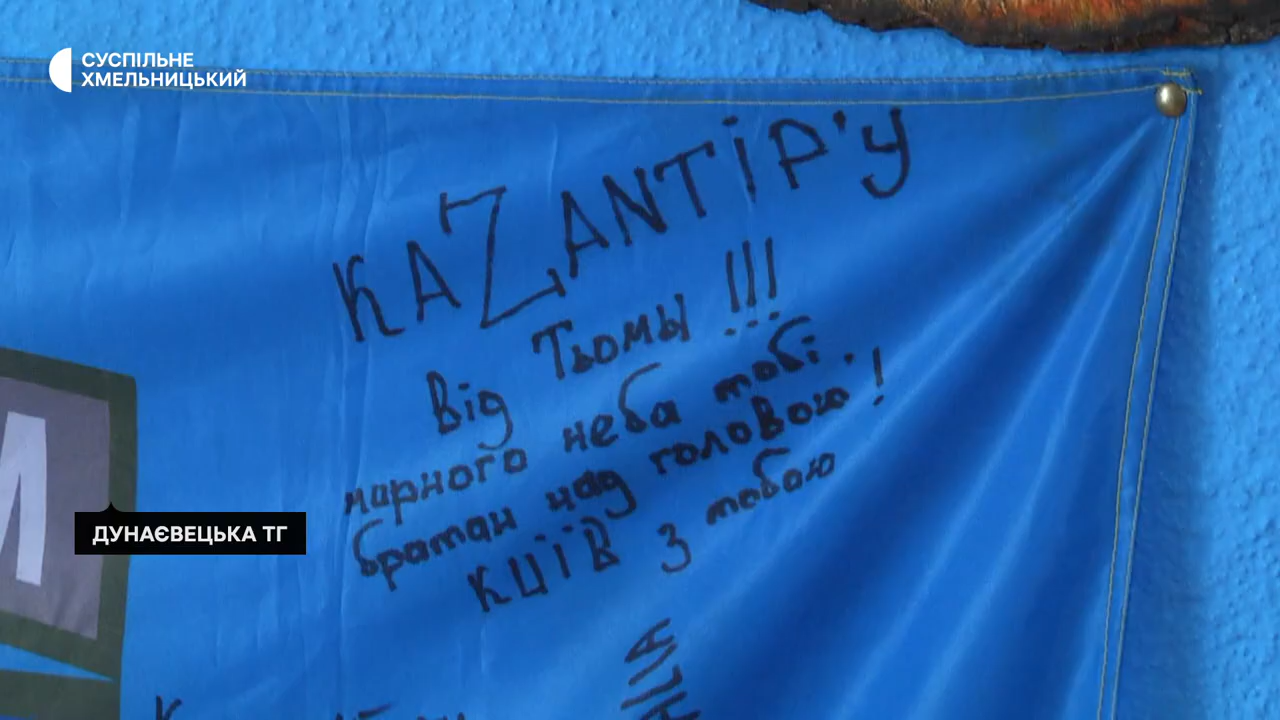 СУСПІЛЬНЕ
ХМЕЛЬНИЦЬКИЙ
KAZANTIP'У
від Тьомы !!!
мирного неба тобі.
братан над головою!
КИЇВ З тобою
ДУНАЄВЕЦЬКА ТГ